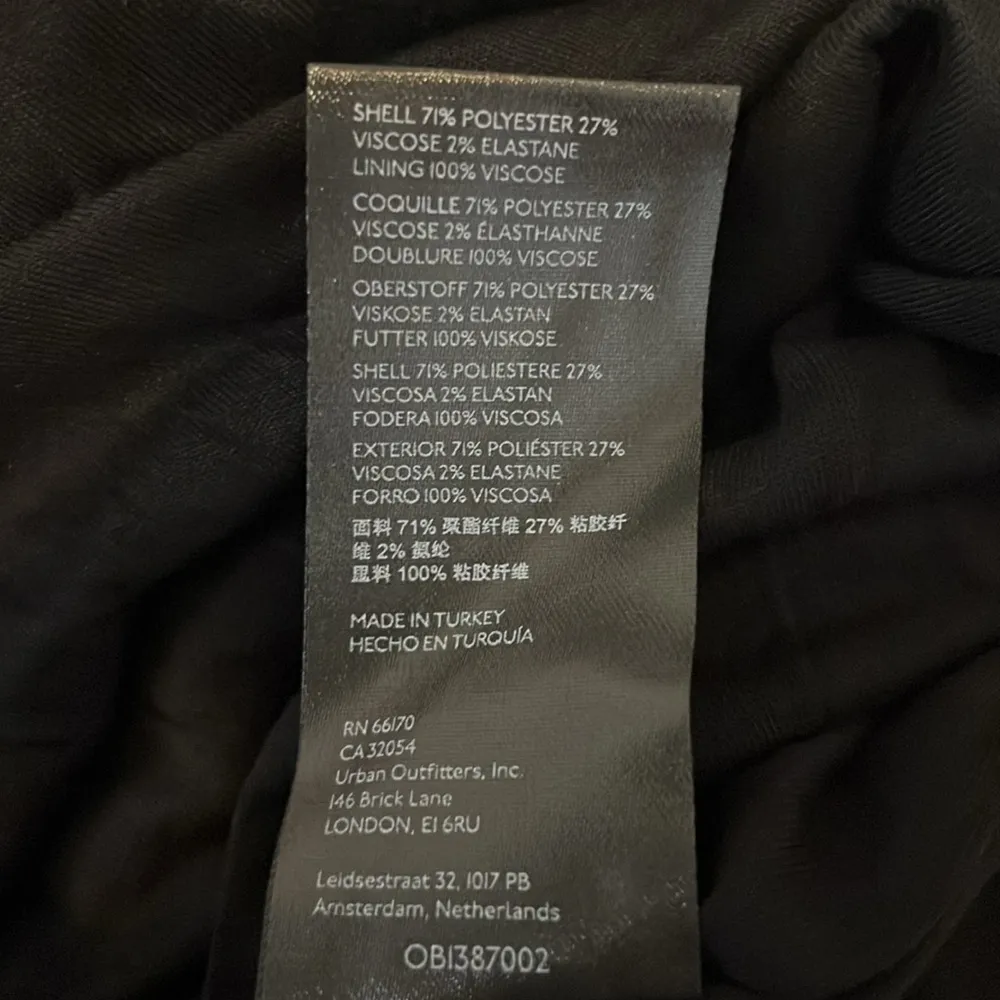 SHELL 71% POLYESTER 27%
VISCOSE 2% ELASTANE
LINING 100% VISCOSE
COQUILLE 71% POLYESTER 27%
VISCOSE 2% ÉLASTHANNE
DOUBLURE 100% VISCOSE
OBERSTOFF 71% POLYESTER 27%
VISKOSE 2% ELASTAN
FUTTER 100% VISKOSE
SHELL 71% POLIESTERE 27%
VISCOSA 2% ELASTAN
FODERA 100% VISCOSA
EXTERIOR 71% POLIÉSTER 27%
VISCOSA 2% ELASTANE
FORRO 100% VISCOSA
面料 71% 聚酯纤维 27% 粘胶纤
维 2% 氨纶
里料 100% 粘胶纤维
MADE IN TURKEY
HECHO EN TURQUÍA
RN 66170
CA 32054
Urban Outfitters, Inc.
146 Brick Lane
LONDON, E1 6RU
Leidsestraat 32, 1017 PB
Amsterdam, Netherlands
OB1387002